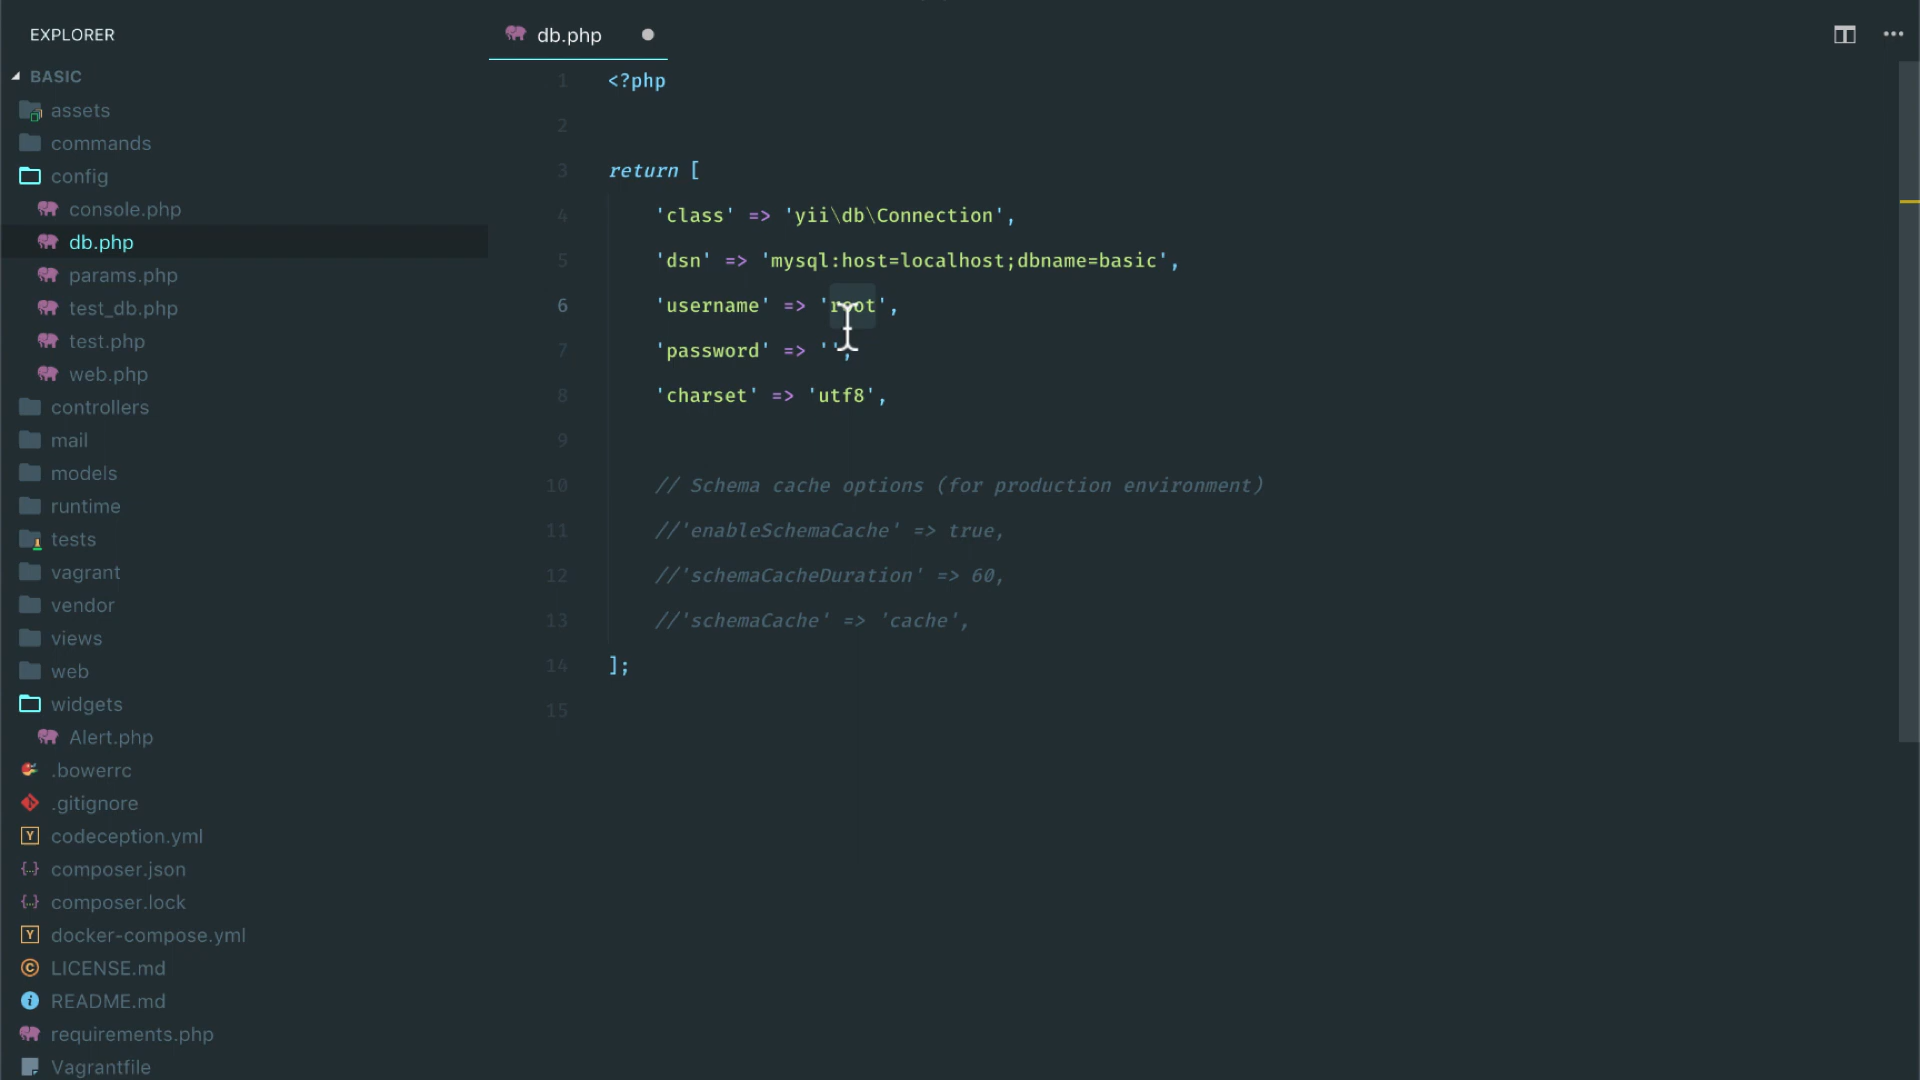 EXPLORER
BASIC
assets
commands
config
console.php
db.php
params.php
test_db.php
test.php
web.php
controllers
mail
models
runtime
tests
vagrant
vendor
views
web
widgets
Alert.php
.bowerrc
.gitignore
codeception.yml
composer.json
composer.lock
docker-compose.yml
LICENSE.md
README.md
requirements.php
Vagrantfile
db.php
1 <?php
2
3 return [
4 'class' => 'yii\db\Connection',
5 'dsn' => 'mysql:host=localhost;dbname=basic',
6 'username' => 'root',
7 'password' => '',
8 'charset' => 'utf8',
9
10 // Schema cache options (for production environment)
11 //'enableSchemaCache' => true,
12 //'schemaCacheDuration' => 60,
13 //'schemaCache' => 'cache',
14 ];
15